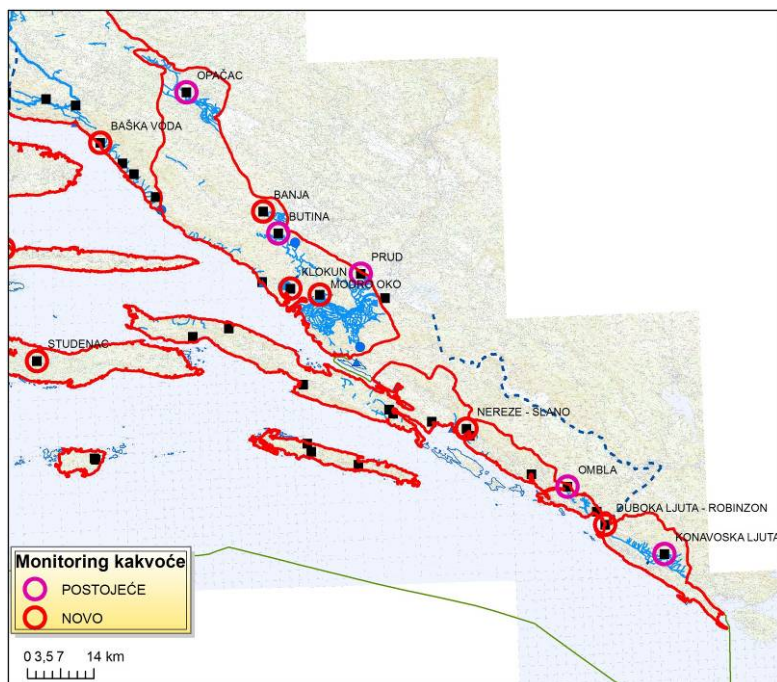 OPAČAC
BAŠKA VODA
BANJA
BUTINA
PRUD
KLOKUN
MODRO OKO
STUDENAC
NEREZE - SLANO
OMBLA
DUBOKA LJUTA - ROBINZON
KONAVOSKA LJUTA
Monitoring kakvoće
POSTOJEĆE
NOVO
0 3,5 7 14 km